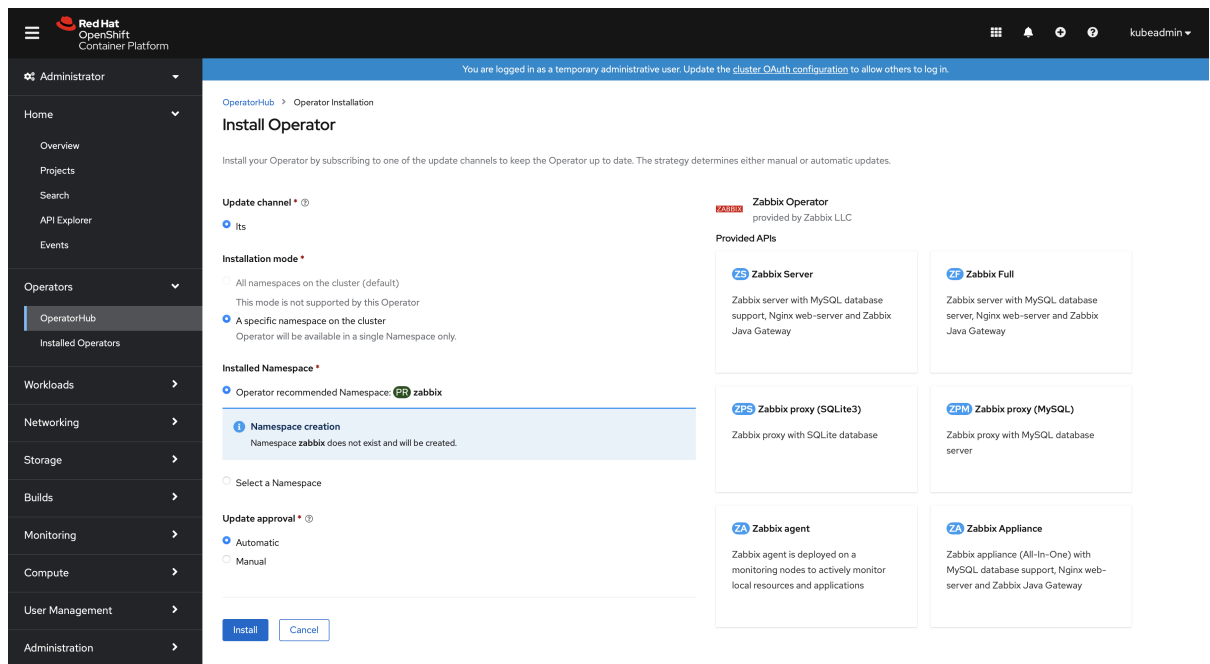 Red Hat
OpenShift
Container Platform
kubeadmin
Administrator
You are logged in as a temporary administrative user. Update the cluster OAuth configuration to allow others to log in.
Home
Overview
Projects
Search
API Explorer
Events
Operators
OperatorHub
Installed Operators
Workloads
Networking
Storage
Builds
Monitoring
Compute
User Management
Administration
OperatorHub > Operator Installation
Install Operator
Install your Operator by subscribing to one of the update channels to keep the Operator up to date. The strategy determines either manual or automatic updates.
Update channel *
lts
Installation mode *
All namespaces on the cluster (default)
This mode is not supported by this Operator
A specific namespace on the cluster
Operator will be available in a single Namespace only.
Installed Namespace *
Operator recommended Namespace: PR zabbix
Namespace creation
Namespace zabbix does not exist and will be created.
Select a Namespace
Update approval *
Automatic
Manual
Install
Cancel
ZABBIX
Zabbix Operator
provided by Zabbix LLC
Provided APIs
ZS Zabbix Server
Zabbix server with MySQL database
support, Nginx web-server and Zabbix
Java Gateway
ZF Zabbix Full
Zabbix server with MySQL database
server, Nginx web-server and Zabbix
Java Gateway
ZPS Zabbix proxy (SQLite3)
Zabbix proxy with SQLite database
ZPM Zabbix proxy (MySQL)
Zabbix proxy with MySQL database
server
ZA Zabbix agent
Zabbix agent is deployed on a
monitoring nodes to actively monitor
local resources and applications
ZA Zabbix Appliance
Zabbix appliance (All-In-One) with
MySQL database support, Nginx web-
server and Zabbix Java Gateway